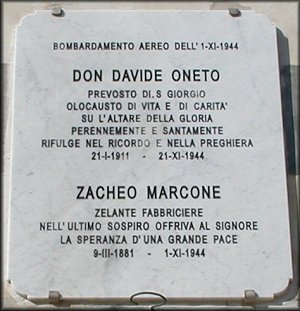 BOMBARDAMENTO AEREO DELL'1-XI-1944
DON DAVIDE ONETO
PREVOSTO DI.S GIORGIO
OLOCAUSTO DI VITA E DI CARITA'
SU L'ALTARE DELLA GLORIA
PERENNEMENTE E SANTAMENTE
RIFULGE NEL RICORDO E NELLA PREGHIERA
21-I-1911 - 21-XI-1944
ZACHEO MARCONE
ZELANTE FABBRICIERE
NELL'ULTIMO SOSPIRO OFFRIVA AL SIGNORE
LA SPERANZA D'UNA GRANDE PACE
9-III-1881 - 1-XI-1944